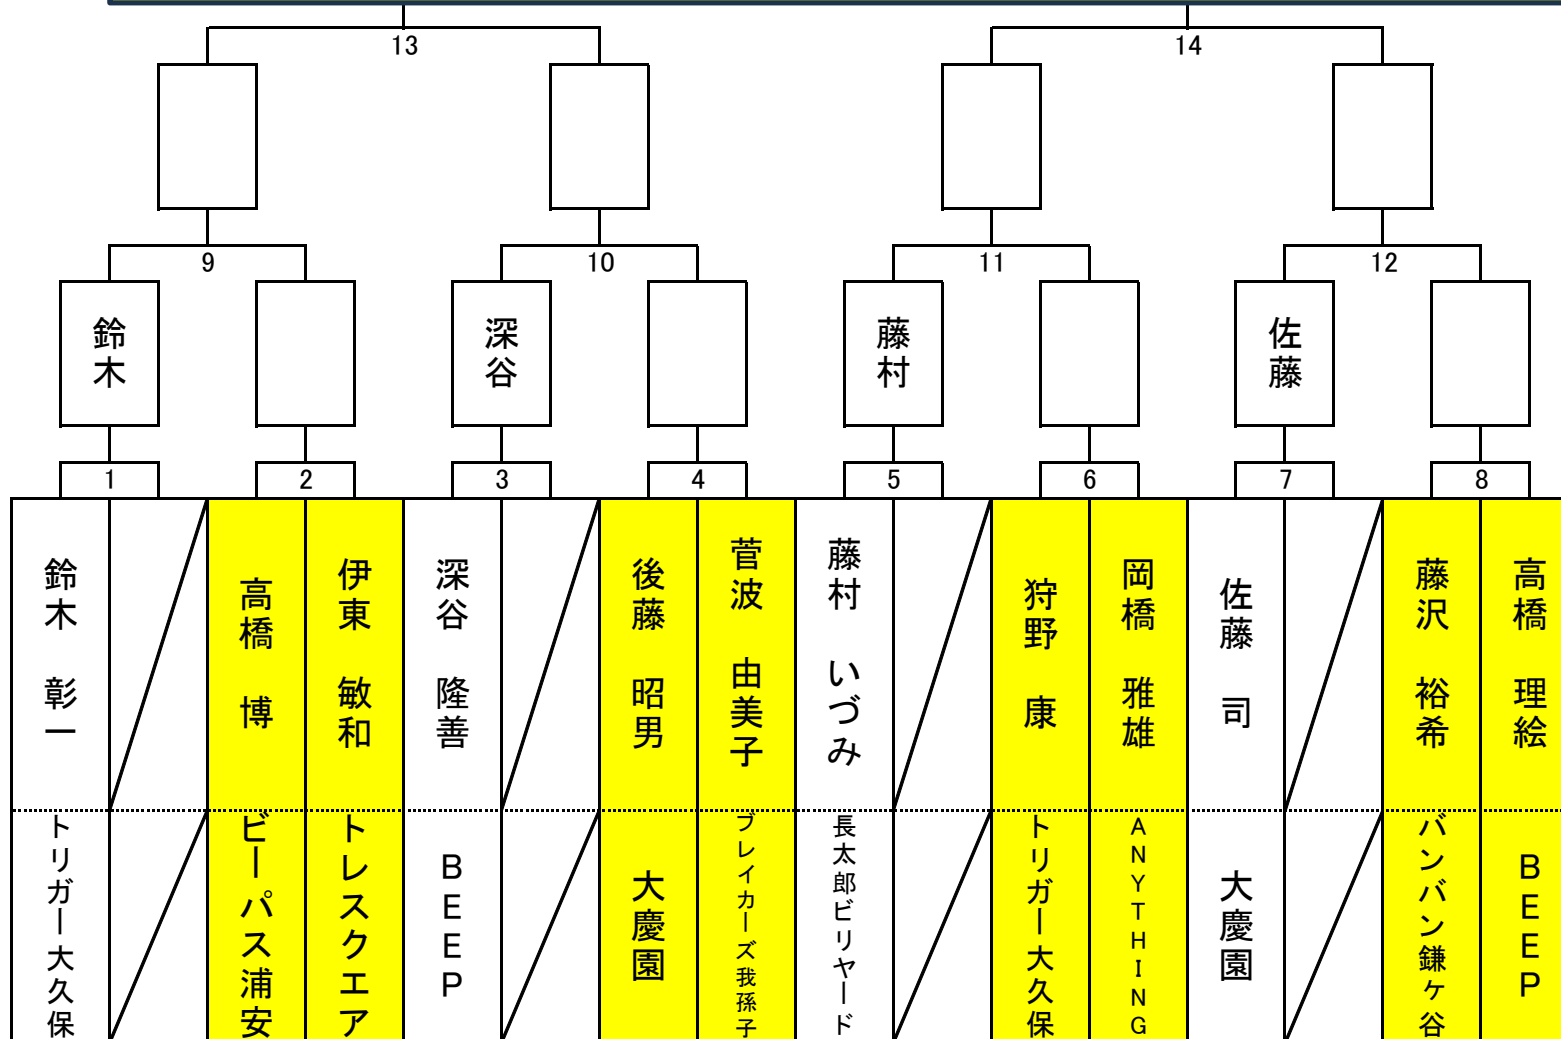 13
14
9
10
11
12
鈴木
深谷
藤村
佐藤
1
2
3
4
5
6
7
8
鈴木　彰一
高橋　博
伊東　敏和
深谷　隆善
後藤　昭男
菅波　由美子
藤村　いづみ
狩野　康
岡橋　雅雄
佐藤　司
藤沢　裕希
高橋　理絵
トリガー大久保
ビーパス浦安
トレスクエア
BEEP
大慶園
ブレイカーズ我孫子
長太郎ビリヤード
トリガー大久保
ANYTHING
大慶園
バンバン鎌ケ谷
BEEP